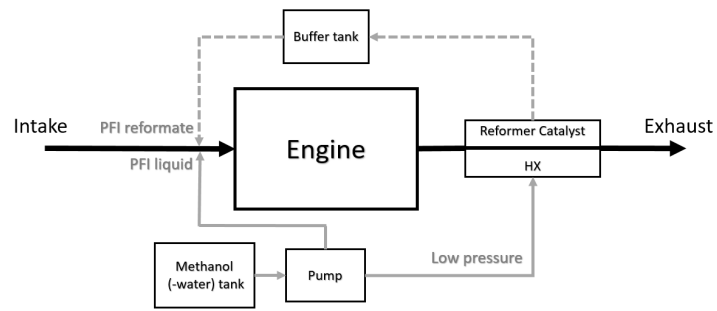 Buffer tank
Intake
PFI reformate
PFI liquid
Engine
Reformer Catalyst
HX
Exhaust
Methanol
(-water) tank
Pump
Low pressure